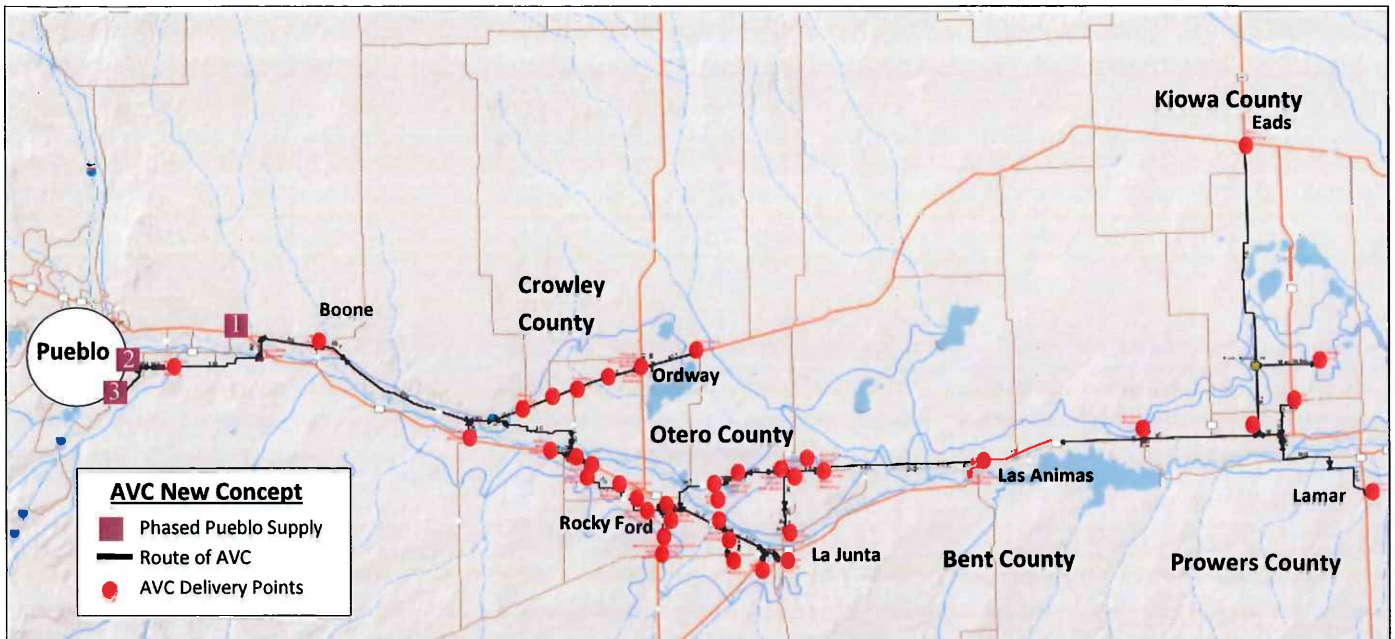 Kiowa County
Eads
Crowley
County
Boone
1
Pueblo
2
3
Ordway
Otero County
Las Animas
Lamar
Rocky Ford
La Junta
Bent County
Prowers County
AVC New Concept
Phased Pueblo Supply
Route of AVC
AVC Delivery Points